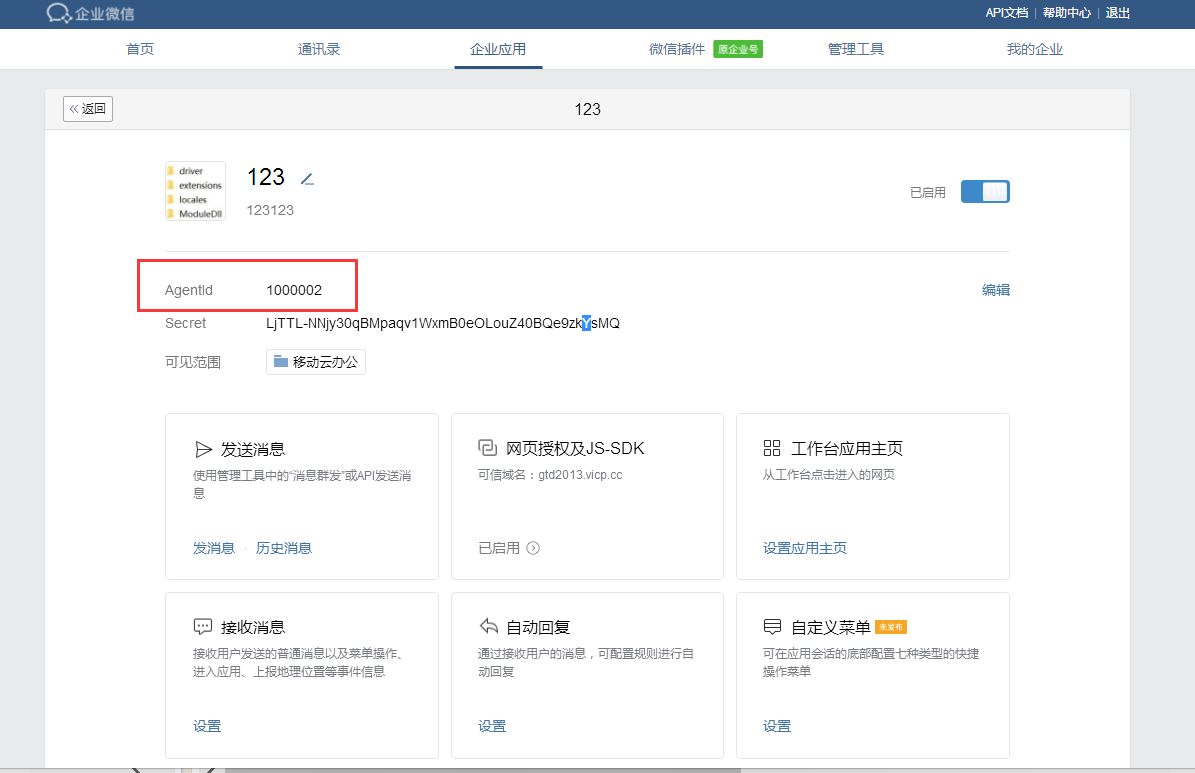 企业微信
API文档 | 帮助中心 | 退出
首页 通讯录 企业应用 微信插件 原企业号 管理工具 我的企业
« 返回 123
driver
extensions
locales
ModuleDll
123
123123
已启用
AgentId 1000002 编辑
Secret LjTTL-NNjy30qBMpaqv1WxmB0eOLouZ40BQe9zkYsMQ
可见范围 移动云办公
发送消息
使用管理工具中的“消息群发”或API发送消
息
发消息 · 历史消息
网页授权及JS-SDK
可信域名：gtd2013.vicp.cc
已启用
工作台应用主页
从工作台点击进入的网页
设置应用主页
接收消息
接收用户发送的普通消息以及菜单操作、
进入应用、上报地理位置等事件信息
设置
自动回复
通过接收用户的消息，可配置规则进行自
动回复
设置
自定义菜单 未发布
可在应用会话的底部配置七种类型的快捷
操作菜单
设置